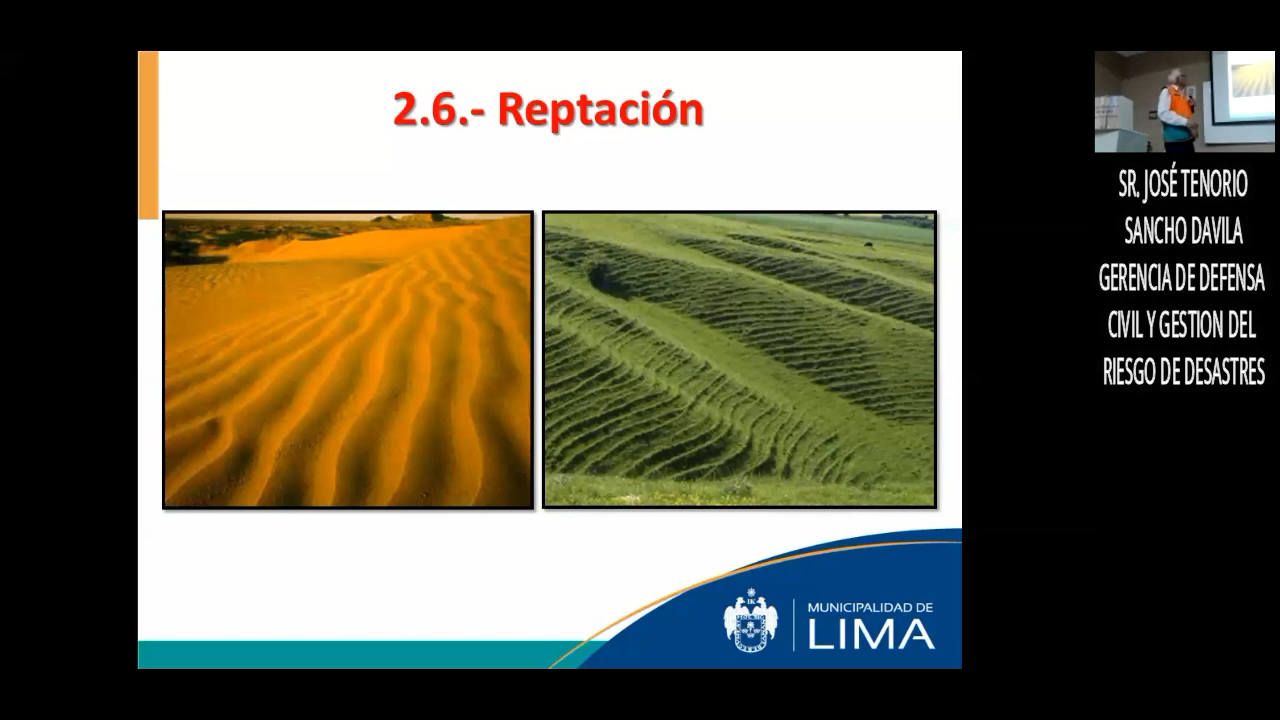 2.6.- Reptación
MUNICIPALIDAD DE
LIMA
SR. JOSÉ TENORIO
SANCHO DAVILA
GERENCIA DE DEFENSA
CIVIL Y GESTION DEL
RIESGO DE DESASTRES